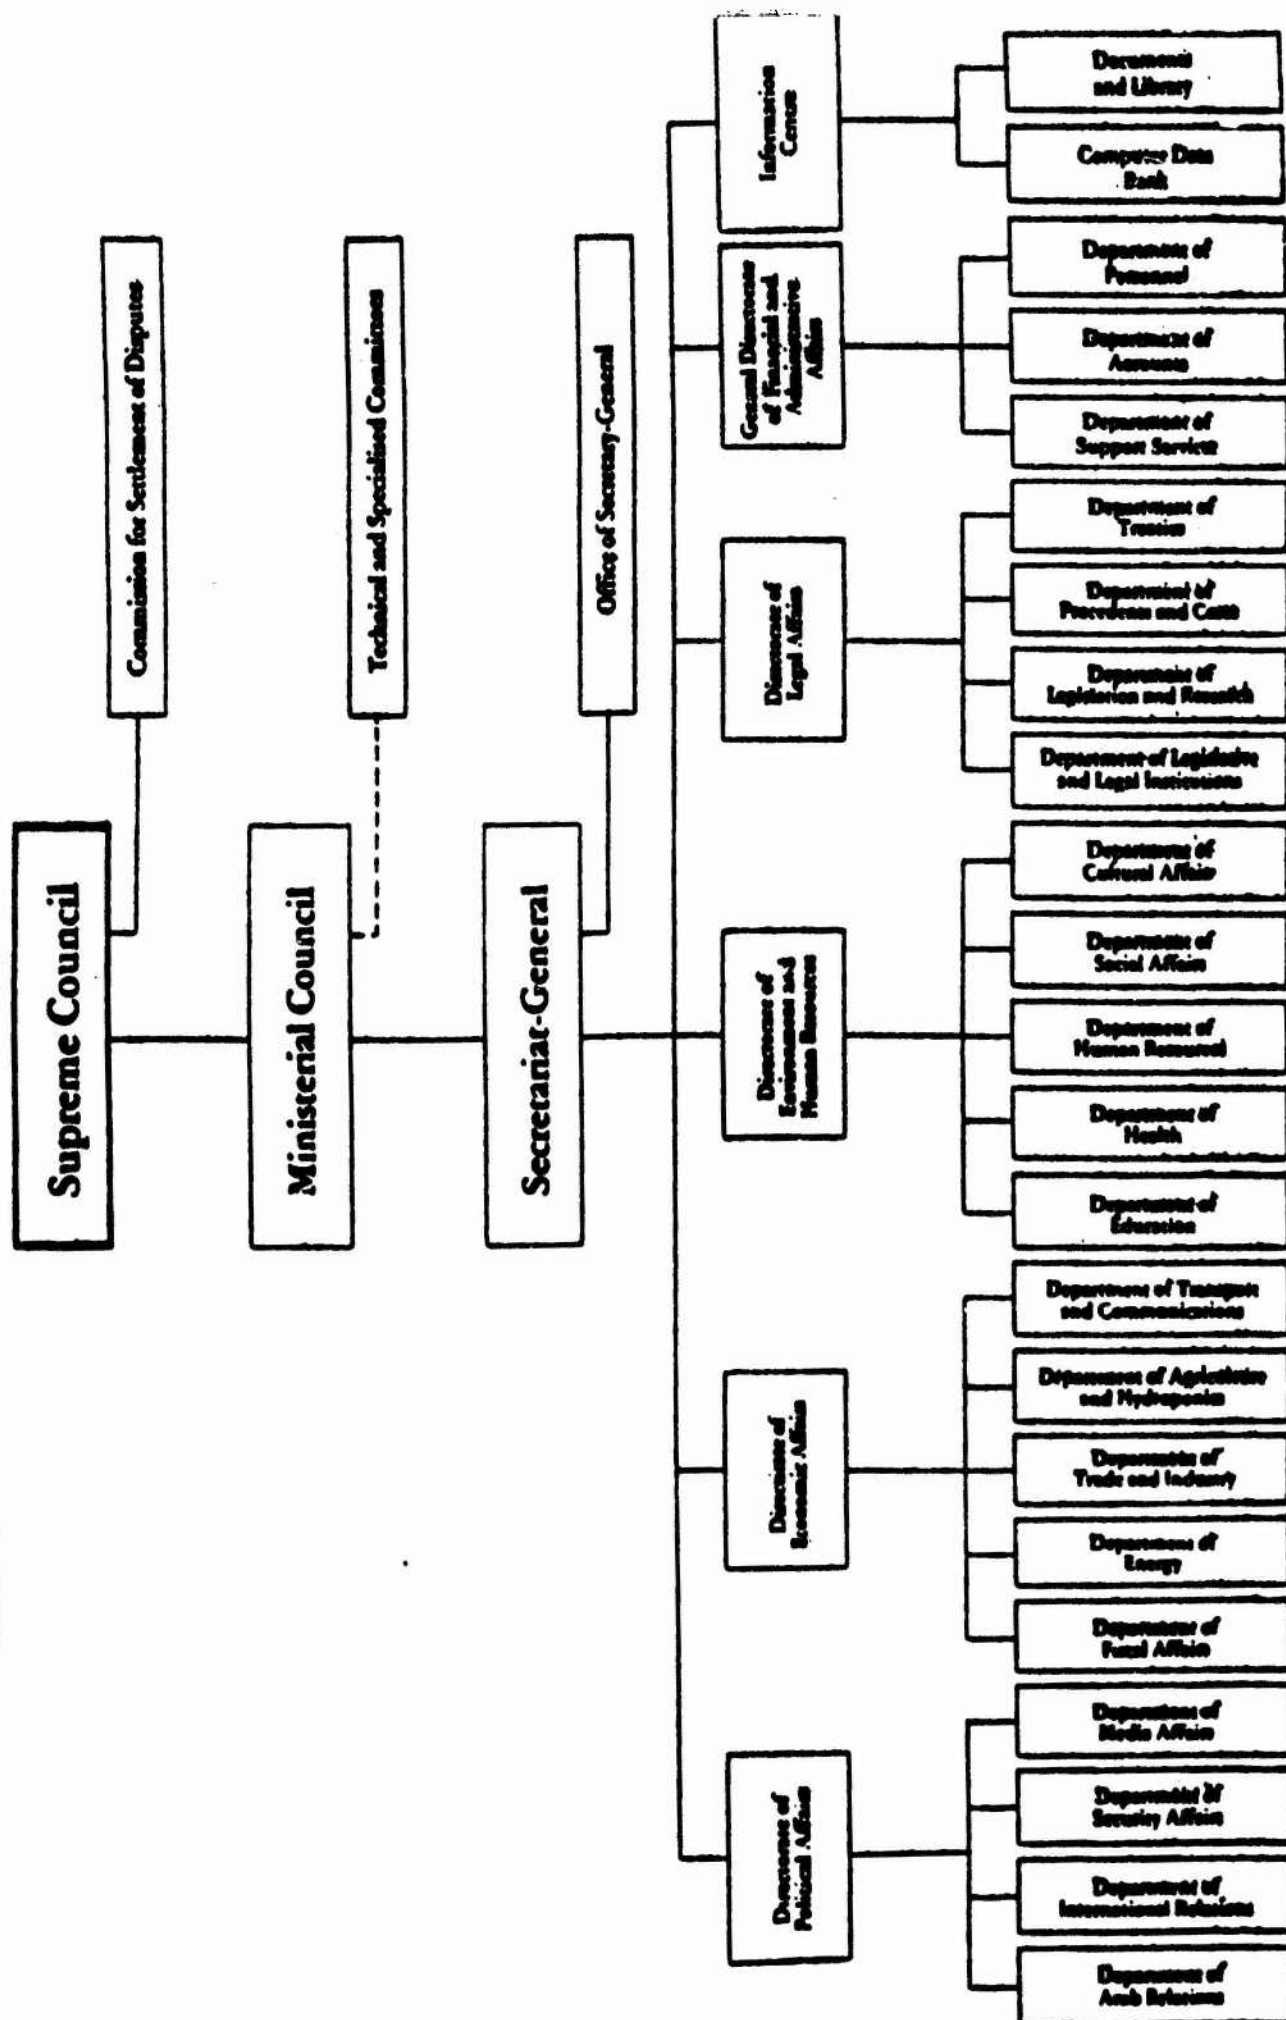 Supreme Council
Commission for Settlement of Disputes
Ministerial Council
Technical and Specialised Committees
Secretariat-General
Office of Secretary-General
Directorate of
Political Affairs
Directorate of
Economic Affairs
Directorate of
Environment and
Human Resources
Directorate of
Legal Affairs
General Directorate
of Financial and
Administrative
Affairs
Information
Centre
Department of
Arab Relations
Department of
International Relations
Department of
Security Affairs
Department of
Media Affairs
Department of
Fiscal Affairs
Department of
Energy
Department of
Trade and Industry
Department of Agriculture
and Hydroponics
Department of Transport
and Communications
Department of
Education
Department of
Health
Department of
Human Resources
Department of
Social Affairs
Department of
Cultural Affairs
Department of Legislative
and Legal Institutions
Department of
Legislation and Research
Department of
Precedents and Cases
Department of
Treaties
Department of
Support Services
Department of
Accounts
Department of
Personnel
Computer Data
Bank
Documents
and Library